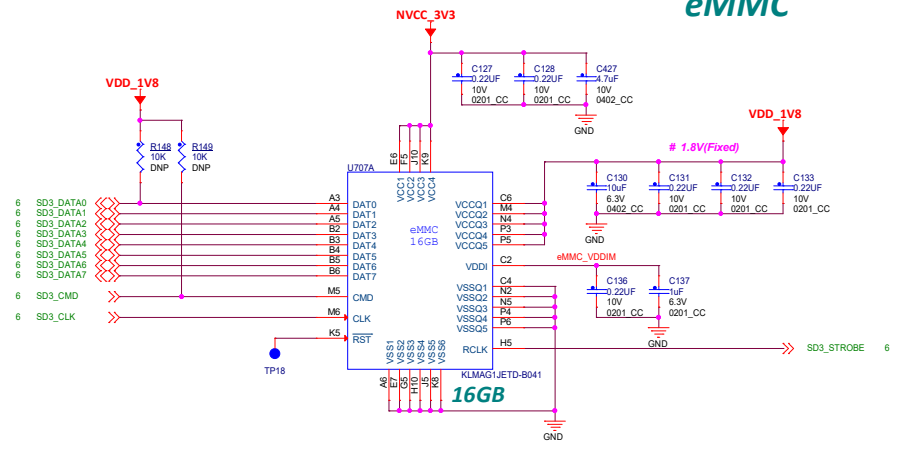 eMMC
NVCC_3V3
C127
0.22UF
10V
0201_CC
C128
0.22UF
10V
0201_CC
C427
4.7uF
10V
0402_CC
GND
VDD_1V8
R148
10K
DNP
R149
10K
DNP
VDD_1V8
# 1.8V(Fixed)
C130
10uF
6.3V
0402_CC
C131
0.22UF
10V
0201_CC
C132
0.22UF
10V
0201_CC
C133
0.22UF
10V
0201_CC
GND
U707A
E6
F5
J10
K9
VCC1
VCC2
VCC3
VCC4
eMMC
16GB
6 SD3_DATA0 A3 DAT0
6 SD3_DATA1 A4 DAT1
6 SD3_DATA2 A5 DAT2
6 SD3_DATA3 B2 DAT3
6 SD3_DATA4 B3 DAT4
6 SD3_DATA5 B4 DAT5
6 SD3_DATA6 B5 DAT6
6 SD3_DATA7 B6 DAT7
6 SD3_CMD M5 CMD
6 SD3_CLK M6 CLK
K5 RST
TP18
VCCQ1 C6
VCCQ2 M4
VCCQ3 N4
VCCQ4 P3
VCCQ5 P5
VDDI C2
eMMC_VDDIM
C136
0.22UF
10V
0201_CC
C137
1uF
6.3V
0201_CC
GND
VSSQ1 C4
VSSQ2 N2
VSSQ3 N5
VSSQ4 P4
VSSQ5 P6
RCLK H5 SD3_STROBE 6
VSS1
VSS2
VSS3
VSS4
VSS5
VSS6
A6
E7
G5
H10
J5
K8
KLMAG1JETD-B041
16GB
GND